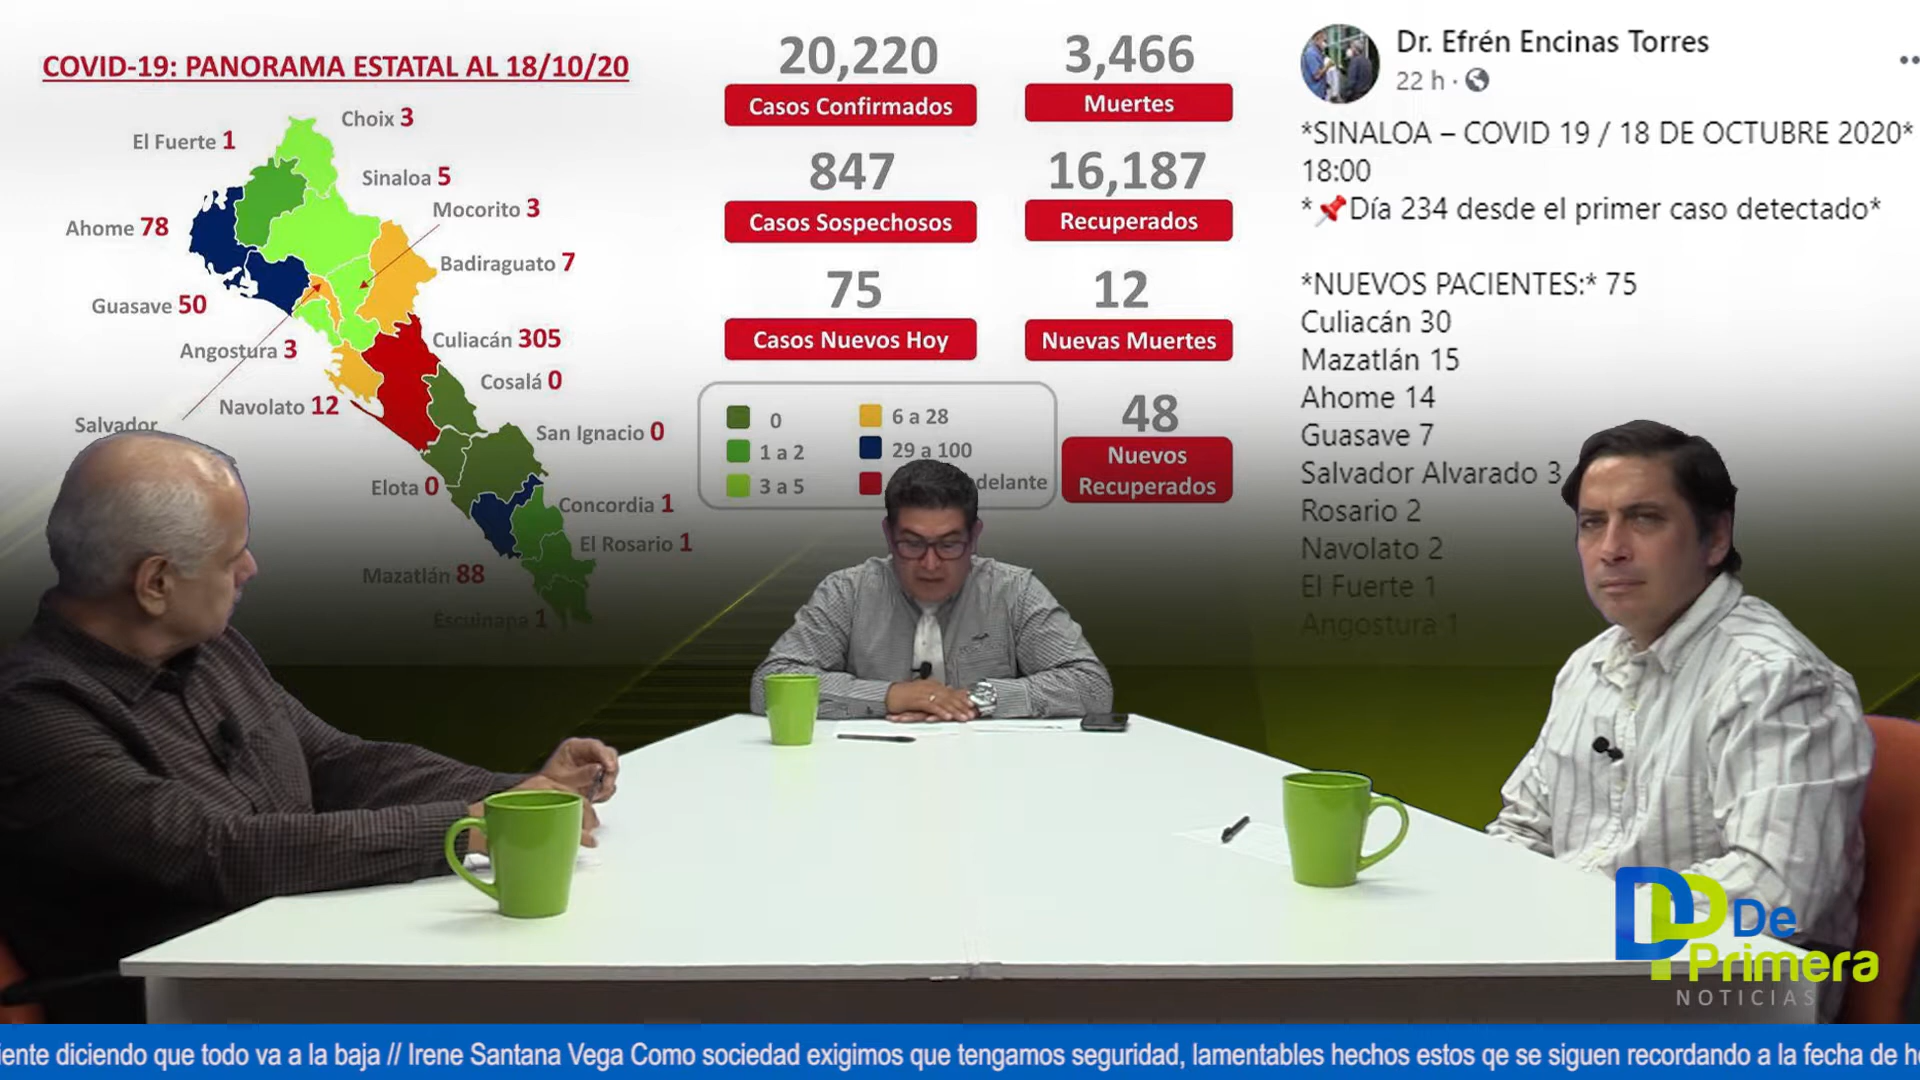 COVID-19: PANORAMA ESTATAL AL 18/10/20
Choix 3
El Fuerte 1
Sinaloa 5
Mocorito 3
Ahome 78
Badiraguato 7
Guasave 50
Culiacán 305
Angostura 3
Cosalá 0
Navolato 12
Salvador
San Ignacio 0
Elota 0
Concordia 1
El Rosario 1
Mazatlán 88
Escuinapa 1
20,220
Casos Confirmados
3,466
Muertes
847
Casos Sospechosos
16,187
Recuperados
75
Casos Nuevos Hoy
12
Nuevas Muertes
0
1 a 2
3 a 5
6 a 28
29 a 100
delante
48
Nuevos
Recuperados
Dr. Efrén Encinas Torres
22 h ·
*SINALOA – COVID 19 / 18 DE OCTUBRE 2020*
18:00
*📌Día 234 desde el primer caso detectado*
*NUEVOS PACIENTES:* 75
Culiacán 30
Mazatlán 15
Ahome 14
Guasave 7
Salvador Alvarado 3
Rosario 2
Navolato 2
El Fuerte 1
Angostura 1
DP De
Primera
NOTICIAS
iente diciendo que todo va a la baja // Irene Santana Vega Como sociedad exigimos que tengamos seguridad, lamentables hechos estos qe se siguen recordando a la fecha de h